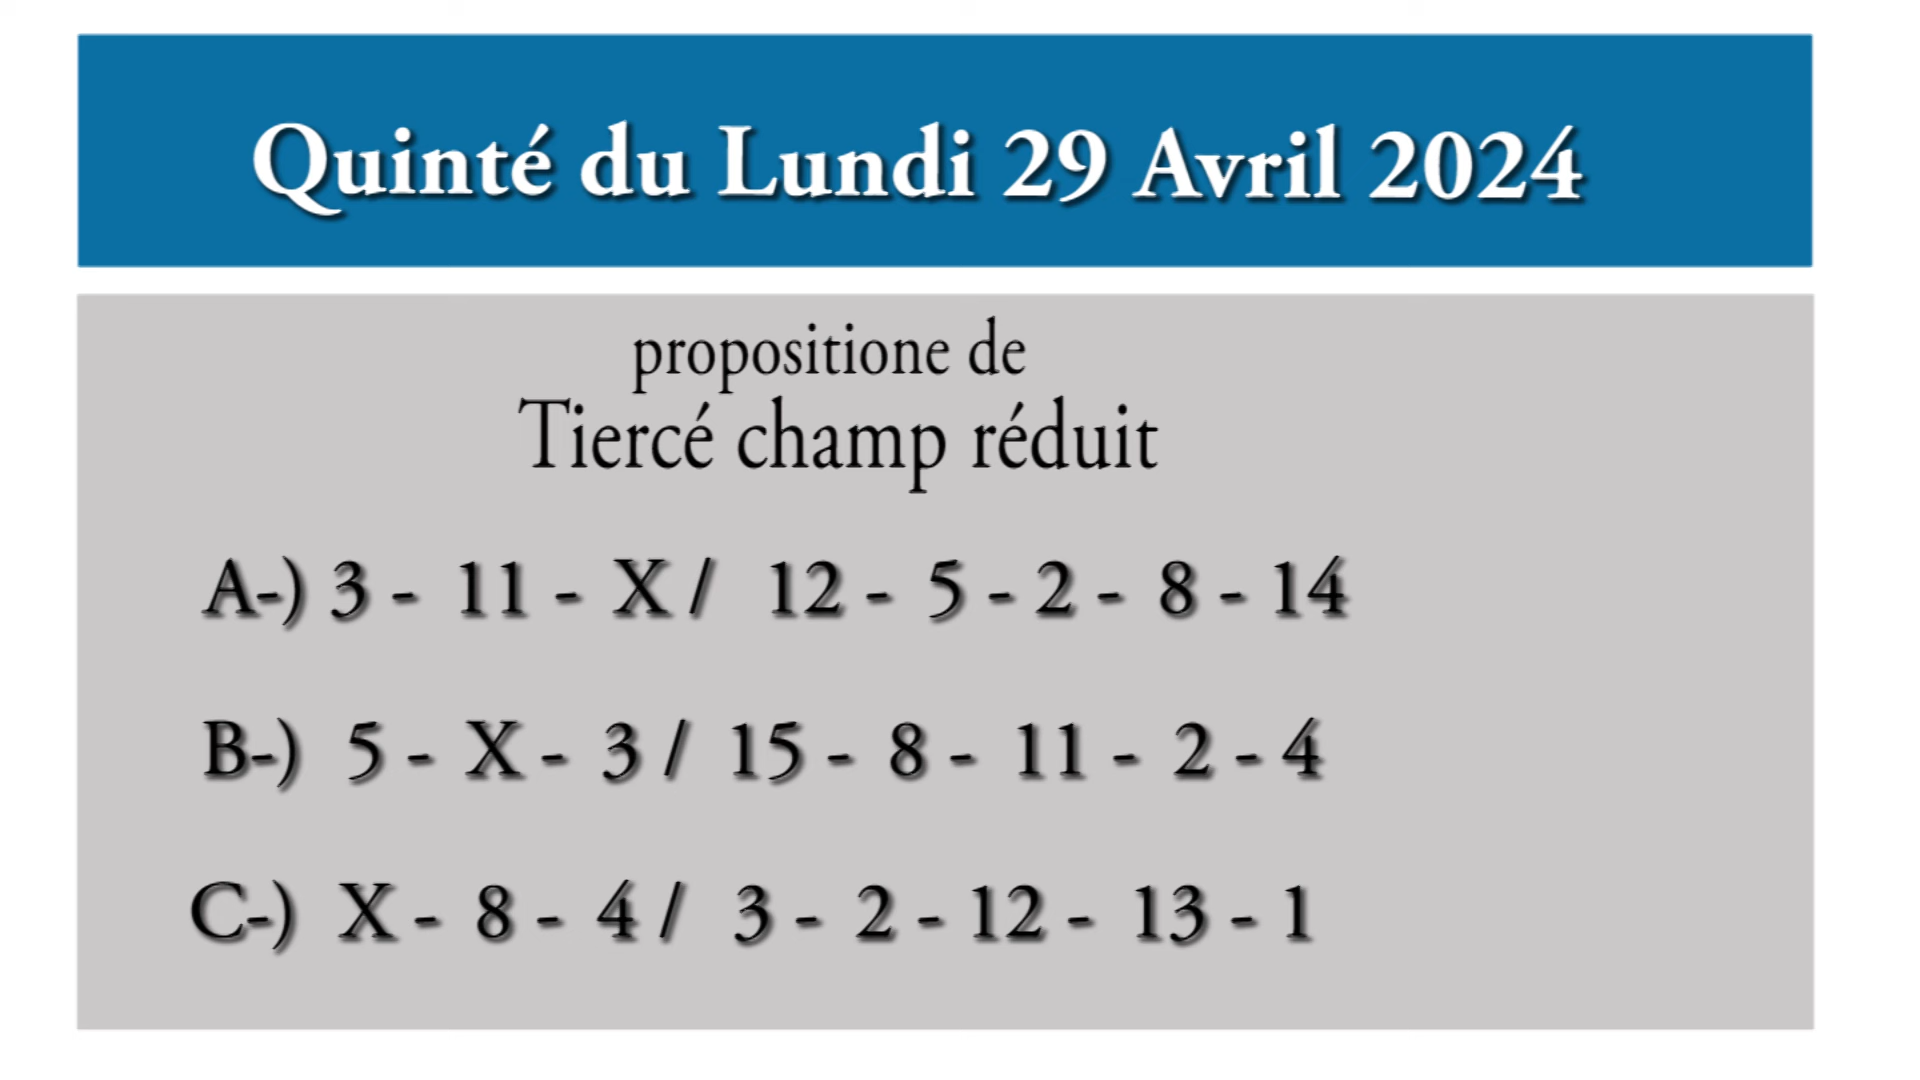 Quinté du Lundi 29 Avril 2024
propositione de
Tiercé champ réduit
A-) 3 - 11 - X / 12 - 5 - 2 - 8 - 14
B-) 5 - X - 3 / 15 - 8 - 11 - 2 - 4
C-) X - 8 - 4 / 3 - 2 - 12 - 13 - 1